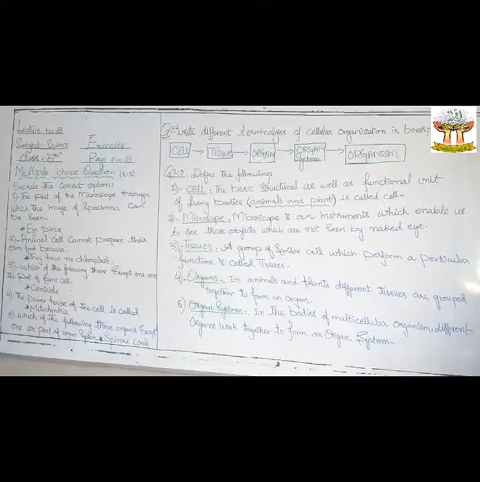 Lecture No:
Subject: Science Exercise
Class: 6th Page No:
Multiple choice Question (1-5)
Encircle the correct option:
1) The Part of the Microscope through
which the image of specimen can
be seen.
*Eye piece
2) Animal Cell cannot prepare their
own food because
*They have no chloroplast.
3) Which of the following three Except one are
the part of same cell.
4) The power house of the cell is called
*Mitochondria
5) Which of the following three organs Except
one are part of organ System *Spinal Cord
Q:2 Write different terminologies of cellular organization in boxes:
CELL → TISSUE → ORGAN → ORGAN System → ORGANISM
Q:3 Define the following:
1) CELL: The basic structural as well as functional unit
of living bodies (animals and plant) is called cell-
2- Microscope: Microscope is an instruments which enable us
to see those objects which are not seen by naked eye.
3) Tissues: A group of similar cell which perform a particular
function is called Tissues.
4) Organs: In animals and plants different tissues are grouped
together to form an Organ
5) Organ System: In the bodies of multicellular organism different
Organs work together to form an Organ System-